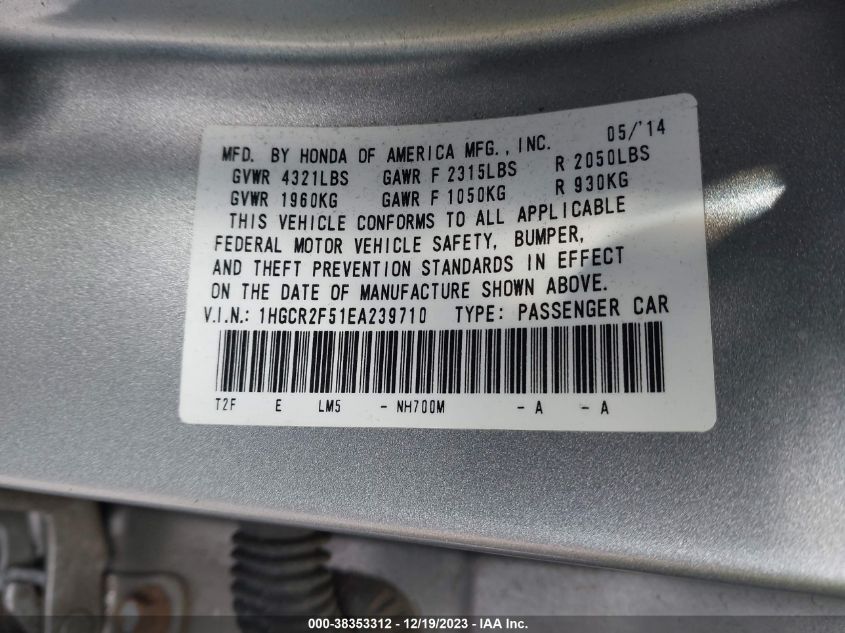 05/'14
MFD. BY HONDA OF AMERICA MFG., INC.
GVWR 4321LBS GAWR F 2315LBS R 2050LBS
GVWR 1960KG GAWR F 1050KG R 930KG
THIS VEHICLE CONFORMS TO ALL APPLICABLE
FEDERAL MOTOR VEHICLE SAFETY, BUMPER,
AND THEFT PREVENTION STANDARDS IN EFFECT
ON THE DATE OF MANUFACTURE SHOWN ABOVE.
V.I.N.: 1HGCR2F51EA239710 TYPE: PASSENGER CAR
T2F E LM5 - NH700M - A - A
000-38353312 - 12/19/2023 - IAA Inc.